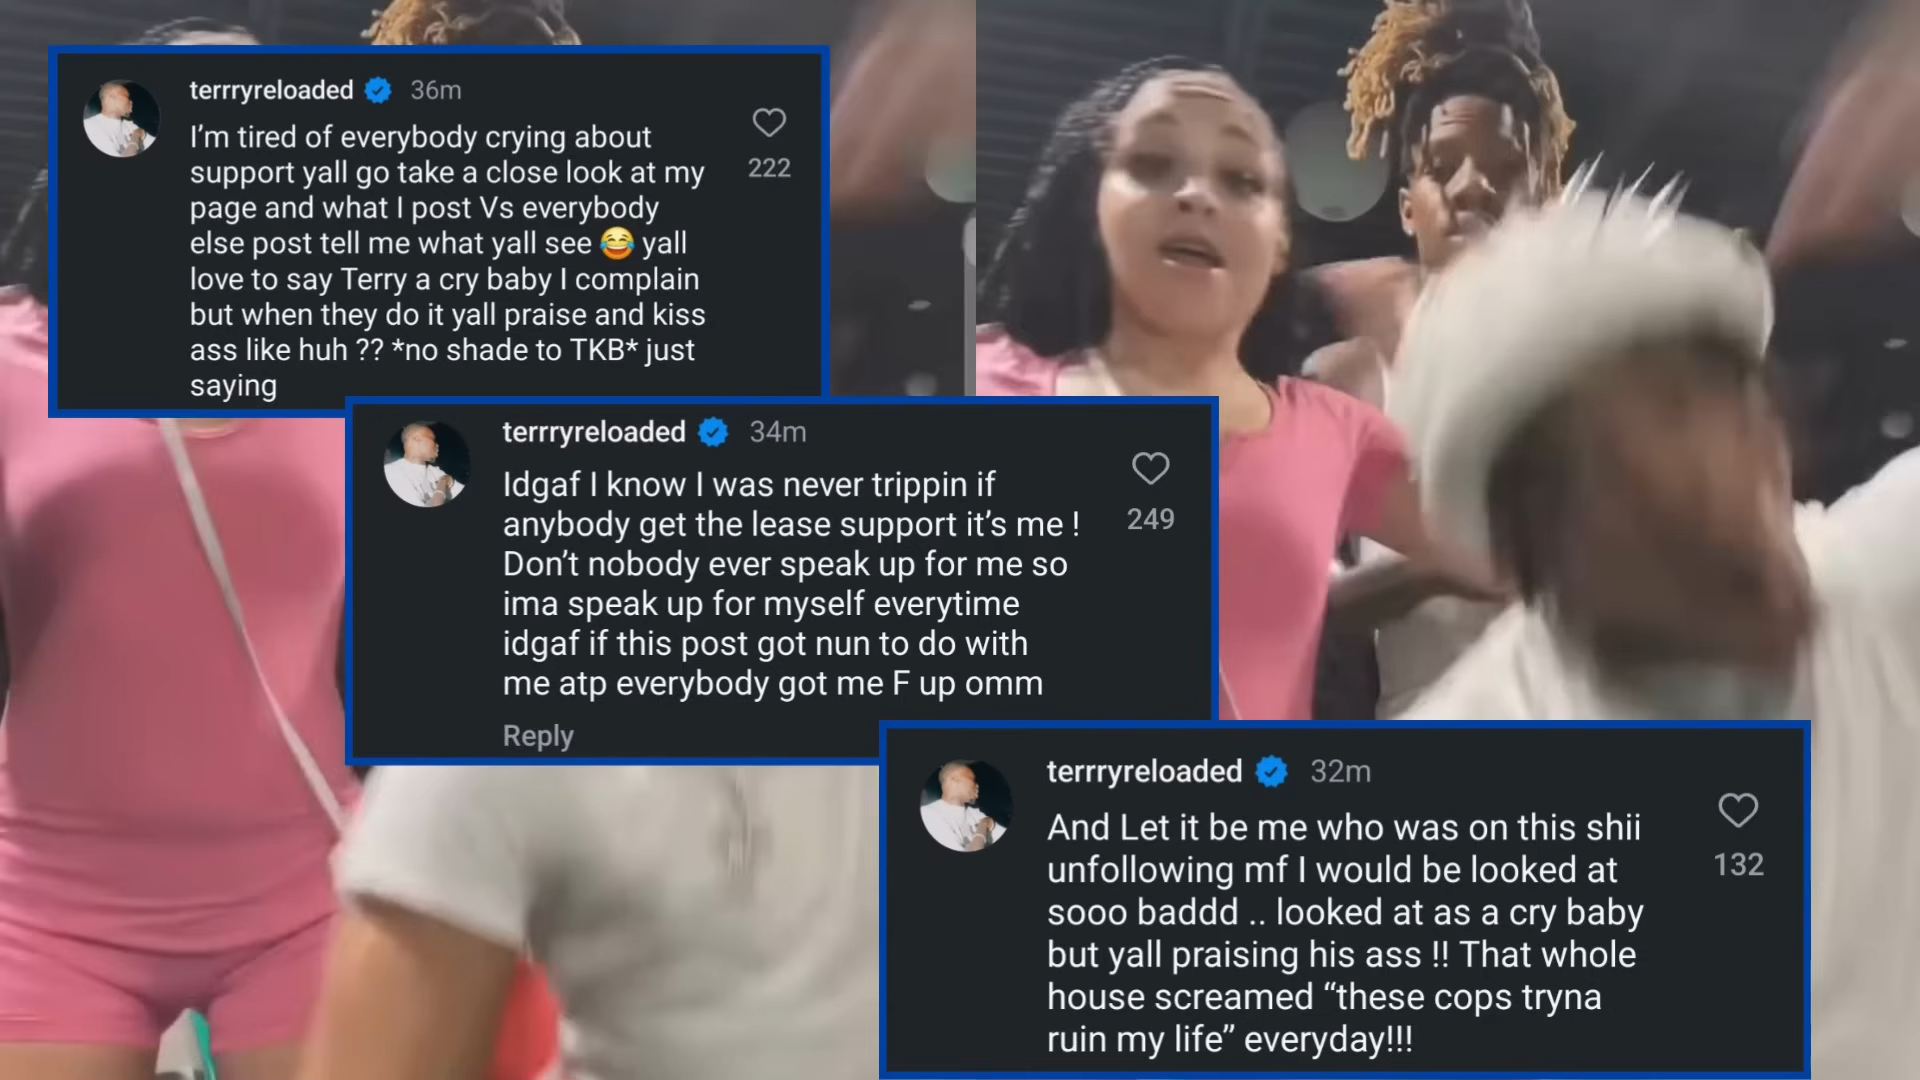 terrryreloaded 36m
I’m tired of everybody crying about
support yall go take a close look at my
page and what I post Vs everybody
else post tell me what yall see 😂 yall
love to say Terry a cry baby I complain
but when they do it yall praise and kiss
ass like huh ?? *no shade to TKB* just
saying
222
terrryreloaded 34m
Idgaf I know I was never trippin if
anybody get the lease support it’s me !
Don’t nobody ever speak up for me so
ima speak up for myself everytime
idgaf if this post got nun to do with
me atp everybody got me F up omm
Reply
249
terrryreloaded 32m
And Let it be me who was on this shii
unfollowing mf I would be looked at
sooo baddd .. looked at as a cry baby
but yall praising his ass !! That whole
house screamed “these cops tryna
ruin my life” everyday!!!
132